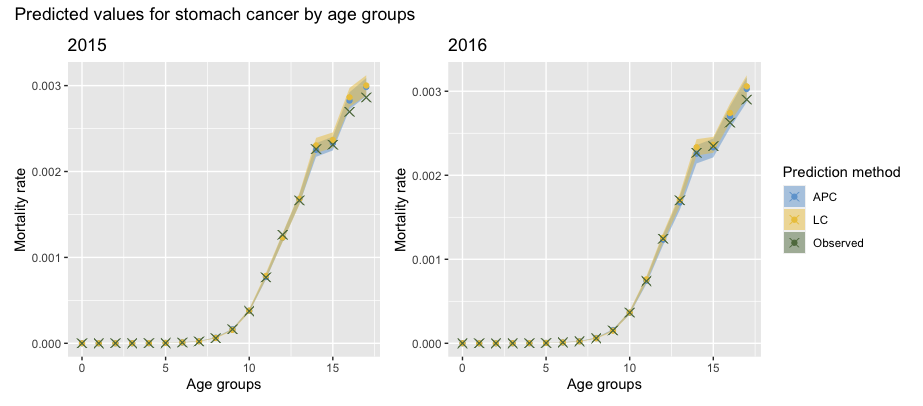 Predicted values for stomach cancer by age groups
2015
Mortality rate
0.003
0.002
0.001
0.000
0 5 10 15
Age groups
2016
Mortality rate
0.003
0.002
0.001
0.000
0 5 10 15
Age groups
Prediction method
APC
LC
Observed